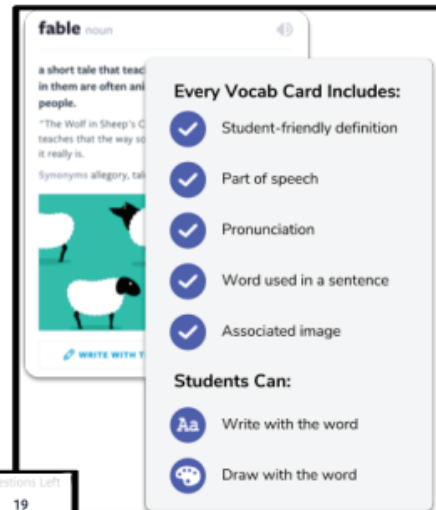 fable noun
a short tale that teac
in them are often ani
people.
"The Wolf in Sheep's C
teaches that the way so
it really is.
Synonyms allegory, tal
WRITE WITH T
Every Vocab Card Includes:
Student-friendly definition
Part of speech
Pronunciation
Word used in a sentence
Associated image
Students Can:
Aa Write with the word
Draw with the word
estions Left
19